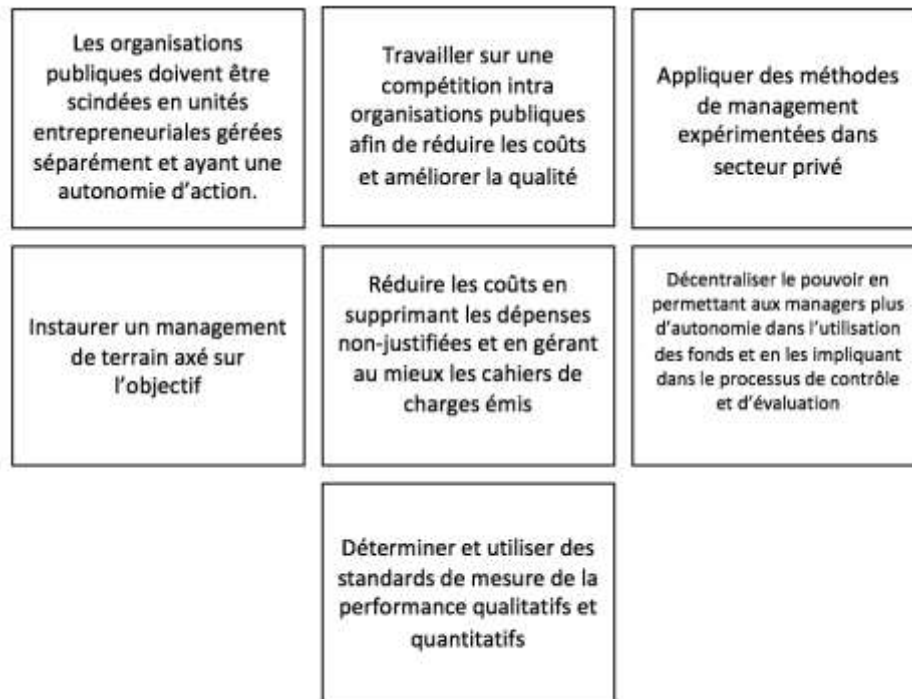 Les organisations
publiques doivent être
scindées en unités
entrepreneuriales gérées
séparément et ayant une
autonomie d'action.
Travailler sur une
compétition intra
organisations publiques
afin de réduire les coûts
et améliorer la qualité
Appliquer des méthodes
de management
expérimentées dans
secteur privé
Instaurer un management
de terrain axé sur
l'objectif
Réduire les coûts en
supprimant les dépenses
non-justifiées et en gérant
au mieux les cahiers de
charges émis
Décentraliser le pouvoir en
permettant aux managers plus
d'autonomie dans l'utilisation
des fonds et en les impliquant
dans le processus de contrôle
et d'évaluation
Déterminer et utiliser des
standards de mesure de la
performance qualitatifs et
quantitatifs